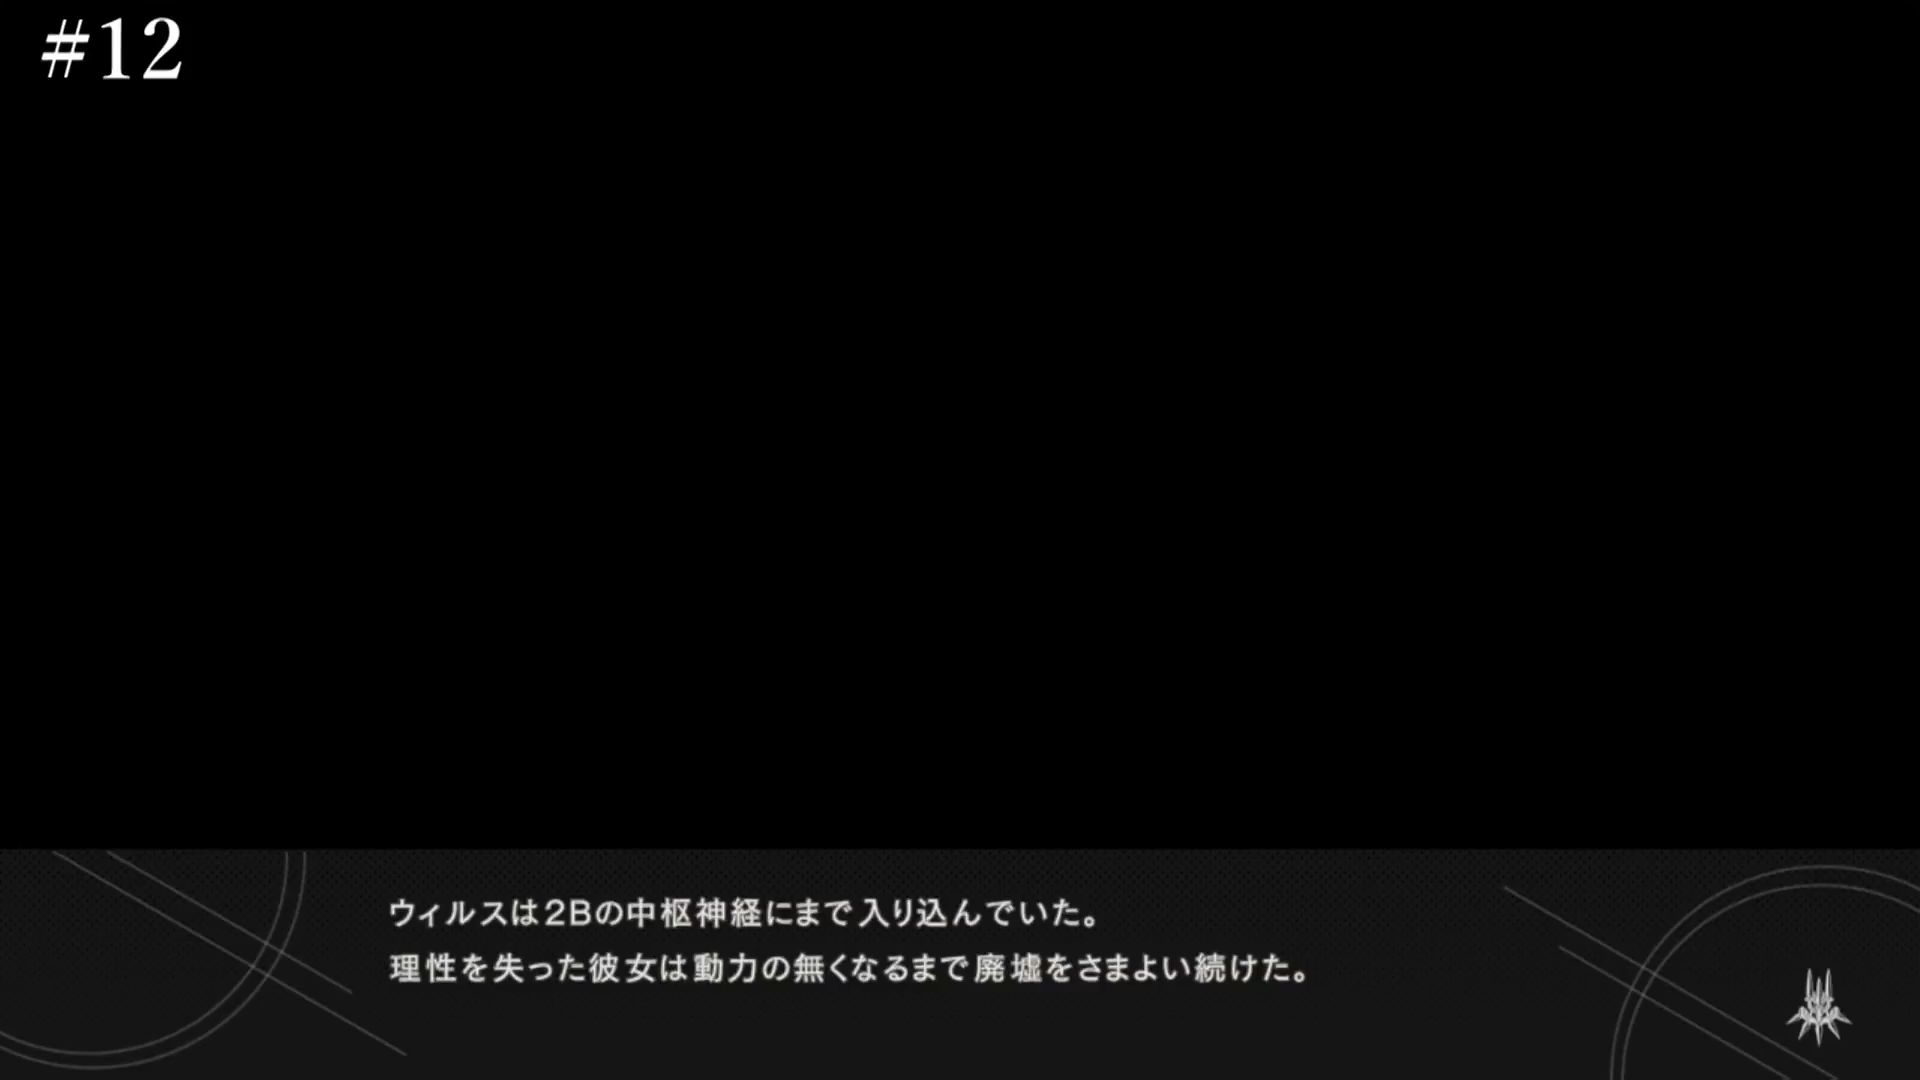 #12
ウィルスは2Bの中枢神経にまで入り込んでいた。
理性を失った彼女は動力の無くなるまで廃墟をさまよい続けた。